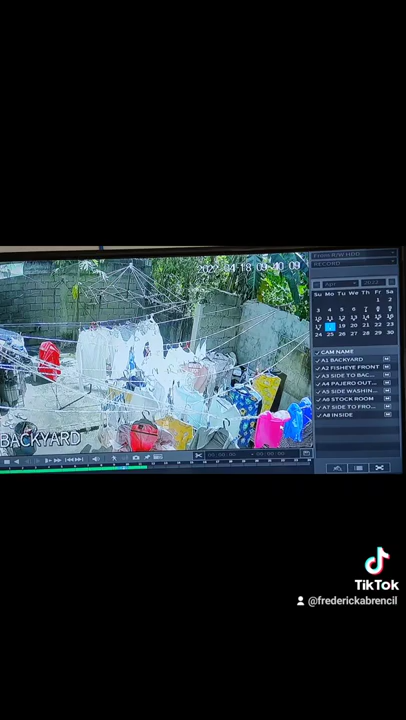 From R/W HDD
RECORD
2022-04-18 09:40:09
Apr
Su Mo Tu We Th Fr Sa
1 2
3 4 5 6 7 8 9
10 11 12 13 14 15 16
17 19 20 21 22 23
24 25 26 27 28 29 30
CAM NAME
A1 BACKYARD
A2 FISHEYE FRONT
A3 SIDE TO BAC...
A4 PAJERO OUT...
A5 SIDE WASHIN...
A6 STOCK ROOM
A7 SIDE TO FRO...
A8 INSIDE
BACKYARD
TikTok
@frederickabrencil